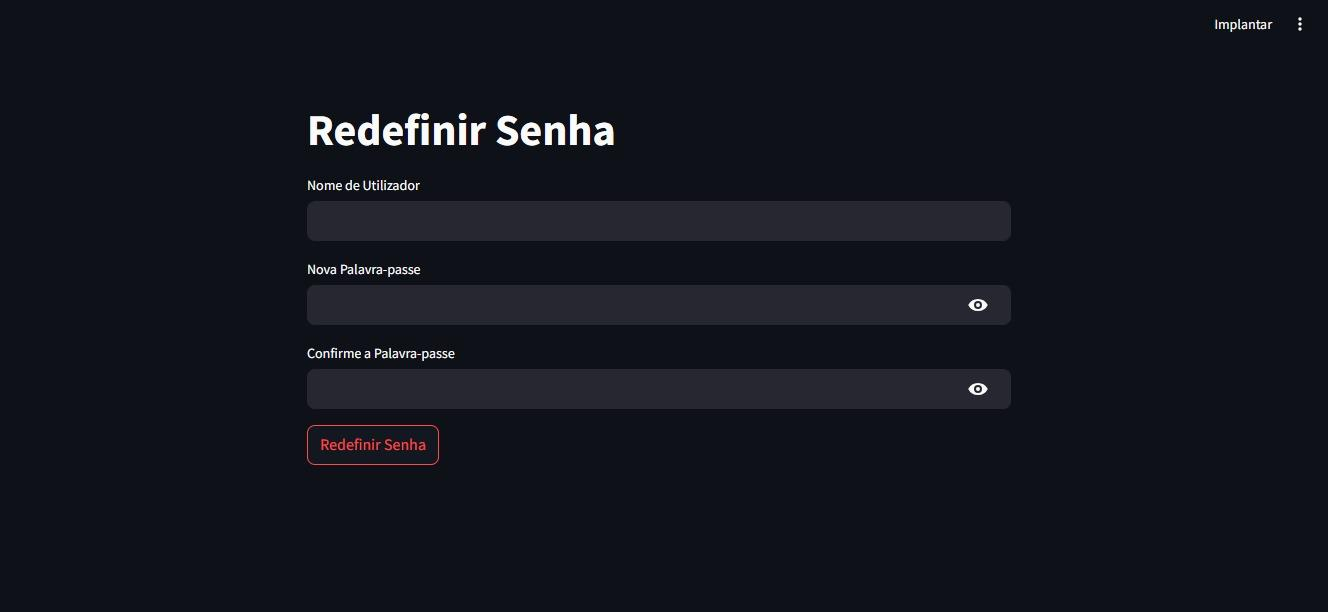 Implantar
Redefinir Senha
Nome de Utilizador
Nova Palavra-passe
Confirme a Palavra-passe
Redefinir Senha